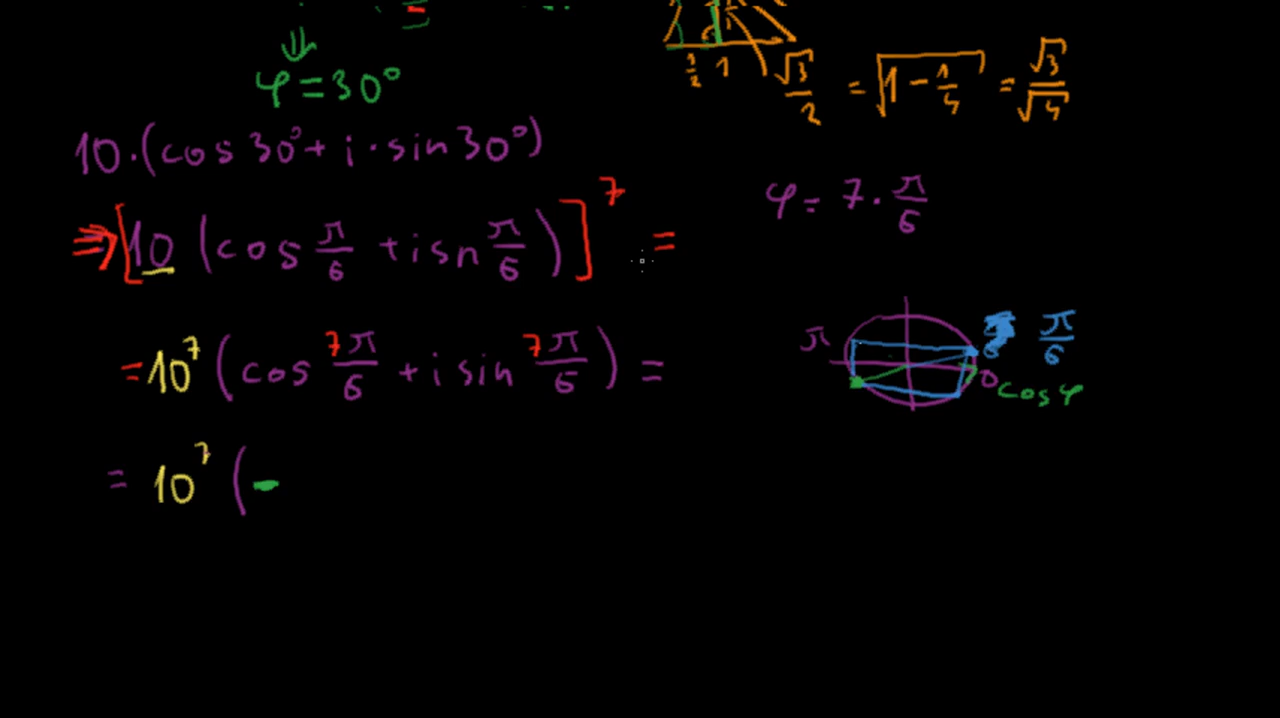 1/2 1 √3/2 = √(1 - 1/4) = √3/√4
φ = 30°
10·(cos 30° + i · sin 30°)
⇒ [10 (cos π/6 + i sn π/6)]^7 =
φ = 7 · π/6
= 10^7 (cos 7π/6 + i sin 7π/6) =
π π/6
0 cos φ
= 10^7 (-